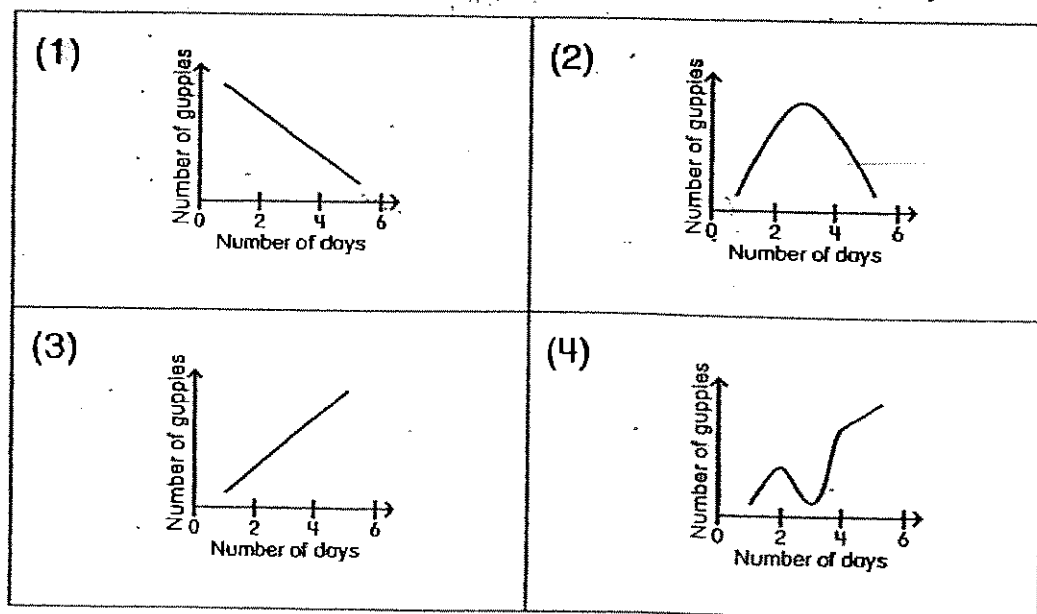 (1)
Number of guppies
0 2 4 6
Number of days
(2)
Number of guppies
0 2 4 6
Number of days
(3)
Number of guppies
0 2 4 6
Number of days
(4)
Number of guppies
0 2 4 6
Number of days